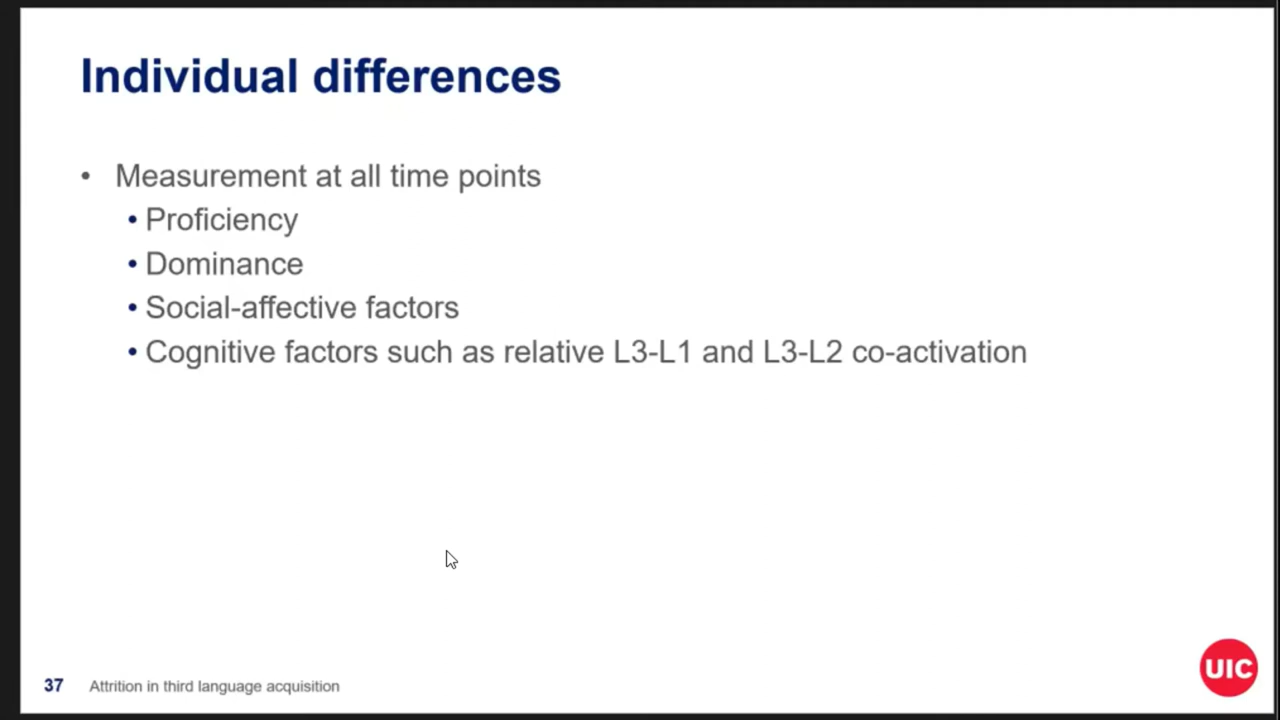 Individual differences
• Measurement at all time points
• Proficiency
• Dominance
• Social-affective factors
• Cognitive factors such as relative L3-L1 and L3-L2 co-activation
37 Attrition in third language acquisition
UIC